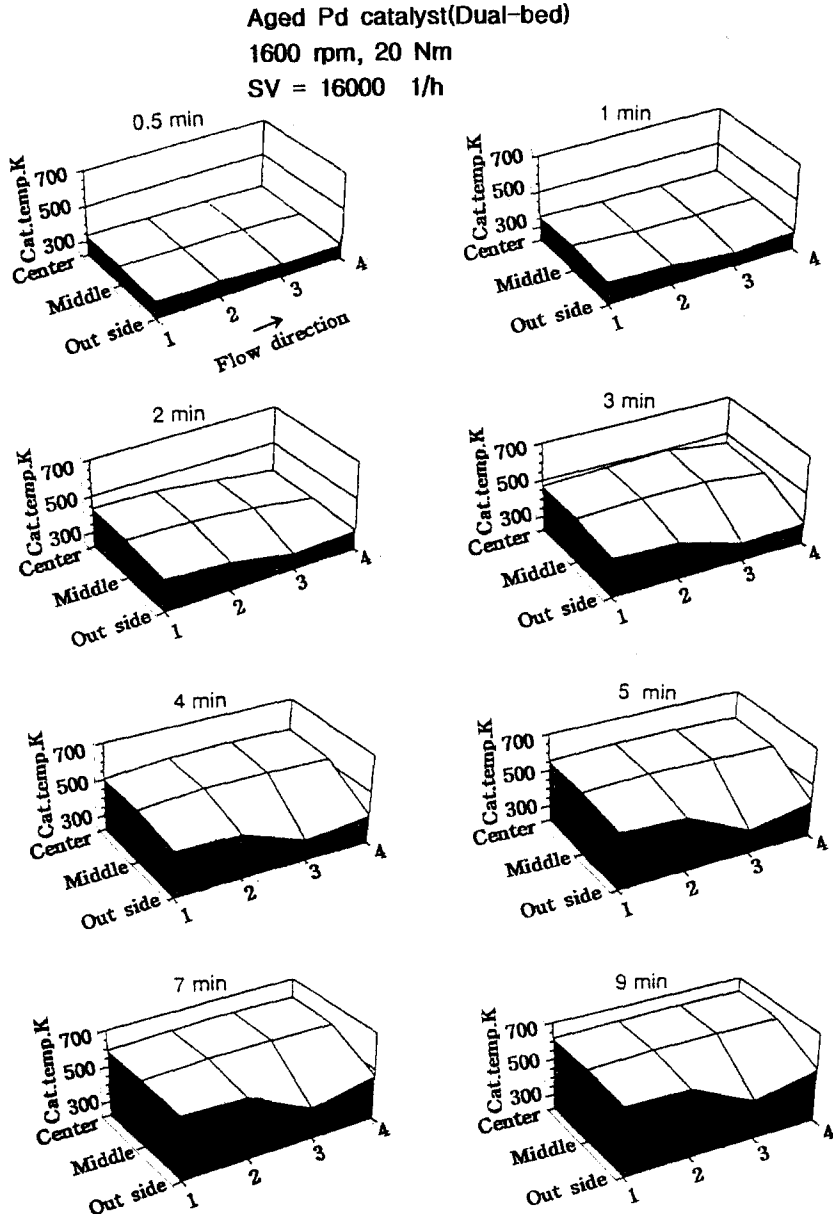 Aged Pd catalyst(Dual-bed)
1600 rpm, 20 Nm
SV = 16000 1/h
0.5 min
Cat.temp.K
700
500
300
Center
Middle
Out side
1
2
3
4
Flow direction
1 min
Cat.temp.K
700
500
300
Center
Middle
Out side
1
2
3
4
2 min
Cat.temp.K
700
500
300
Center
Middle
Out side
1
2
3
4
3 min
Cat.temp.K
700
500
300
Center
Middle
Out side
1
2
3
4
4 min
Cat.temp.K
700
500
300
Center
Middle
Out side
1
2
3
4
5 min
Cat.temp.K
700
500
300
Center
Middle
Out side
1
2
3
4
7 min
Cat.temp.K
700
500
300
Center
Middle
Out side
1
2
3
4
9 min
Cat.temp.K
700
500
300
Center
Middle
Out side
1
2
3
4